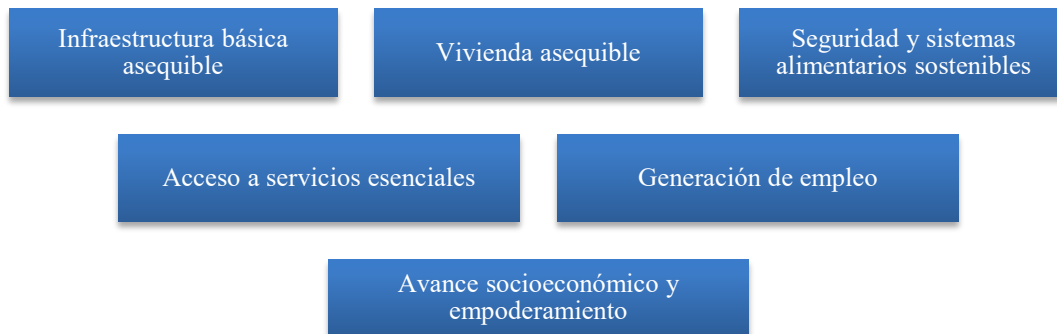 Infraestructura básica
asequible
Vivienda asequible
Seguridad y sistemas
alimentarios sostenibles
Acceso a servicios esenciales
Generación de empleo
Avance socioeconómico y
empoderamiento